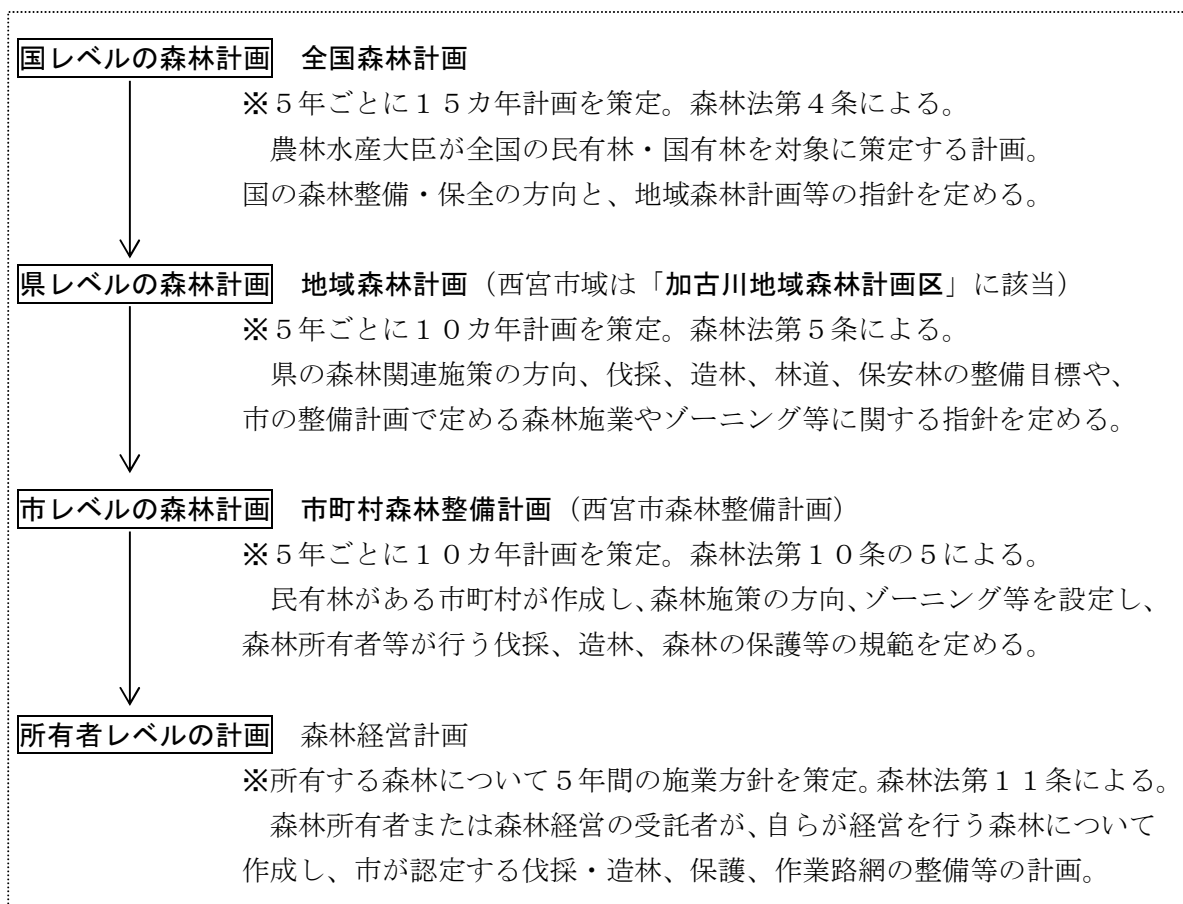 国レベルの森林計画　全国森林計画
※５年ごとに１５カ年計画を策定。森林法第４条による。
農林水産大臣が全国の民有林・国有林を対象に策定する計画。
国の森林整備・保全の方向と、地域森林計画等の指針を定める。
県レベルの森林計画　地域森林計画（西宮市域は「加古川地域森林計画区」に該当）
※５年ごとに１０カ年計画を策定。森林法第５条による。
県の森林関連施策の方向、伐採、造林、林道、保安林の整備目標や、
市の整備計画で定める森林施業やゾーニング等に関する指針を定める。
市レベルの森林計画　市町村森林整備計画（西宮市森林整備計画）
※５年ごとに１０カ年計画を策定。森林法第１０条の５による。
民有林がある市町村が作成し、森林施策の方向、ゾーニング等を設定し、
森林所有者等が行う伐採、造林、森林の保護等の規範を定める。
所有者レベルの計画　森林経営計画
※所有する森林について５年間の施業方針を策定。森林法第１１条による。
森林所有者または森林経営の受託者が、自らが経営を行う森林について
作成し、市が認定する伐採・造林、保護、作業路網の整備等の計画。